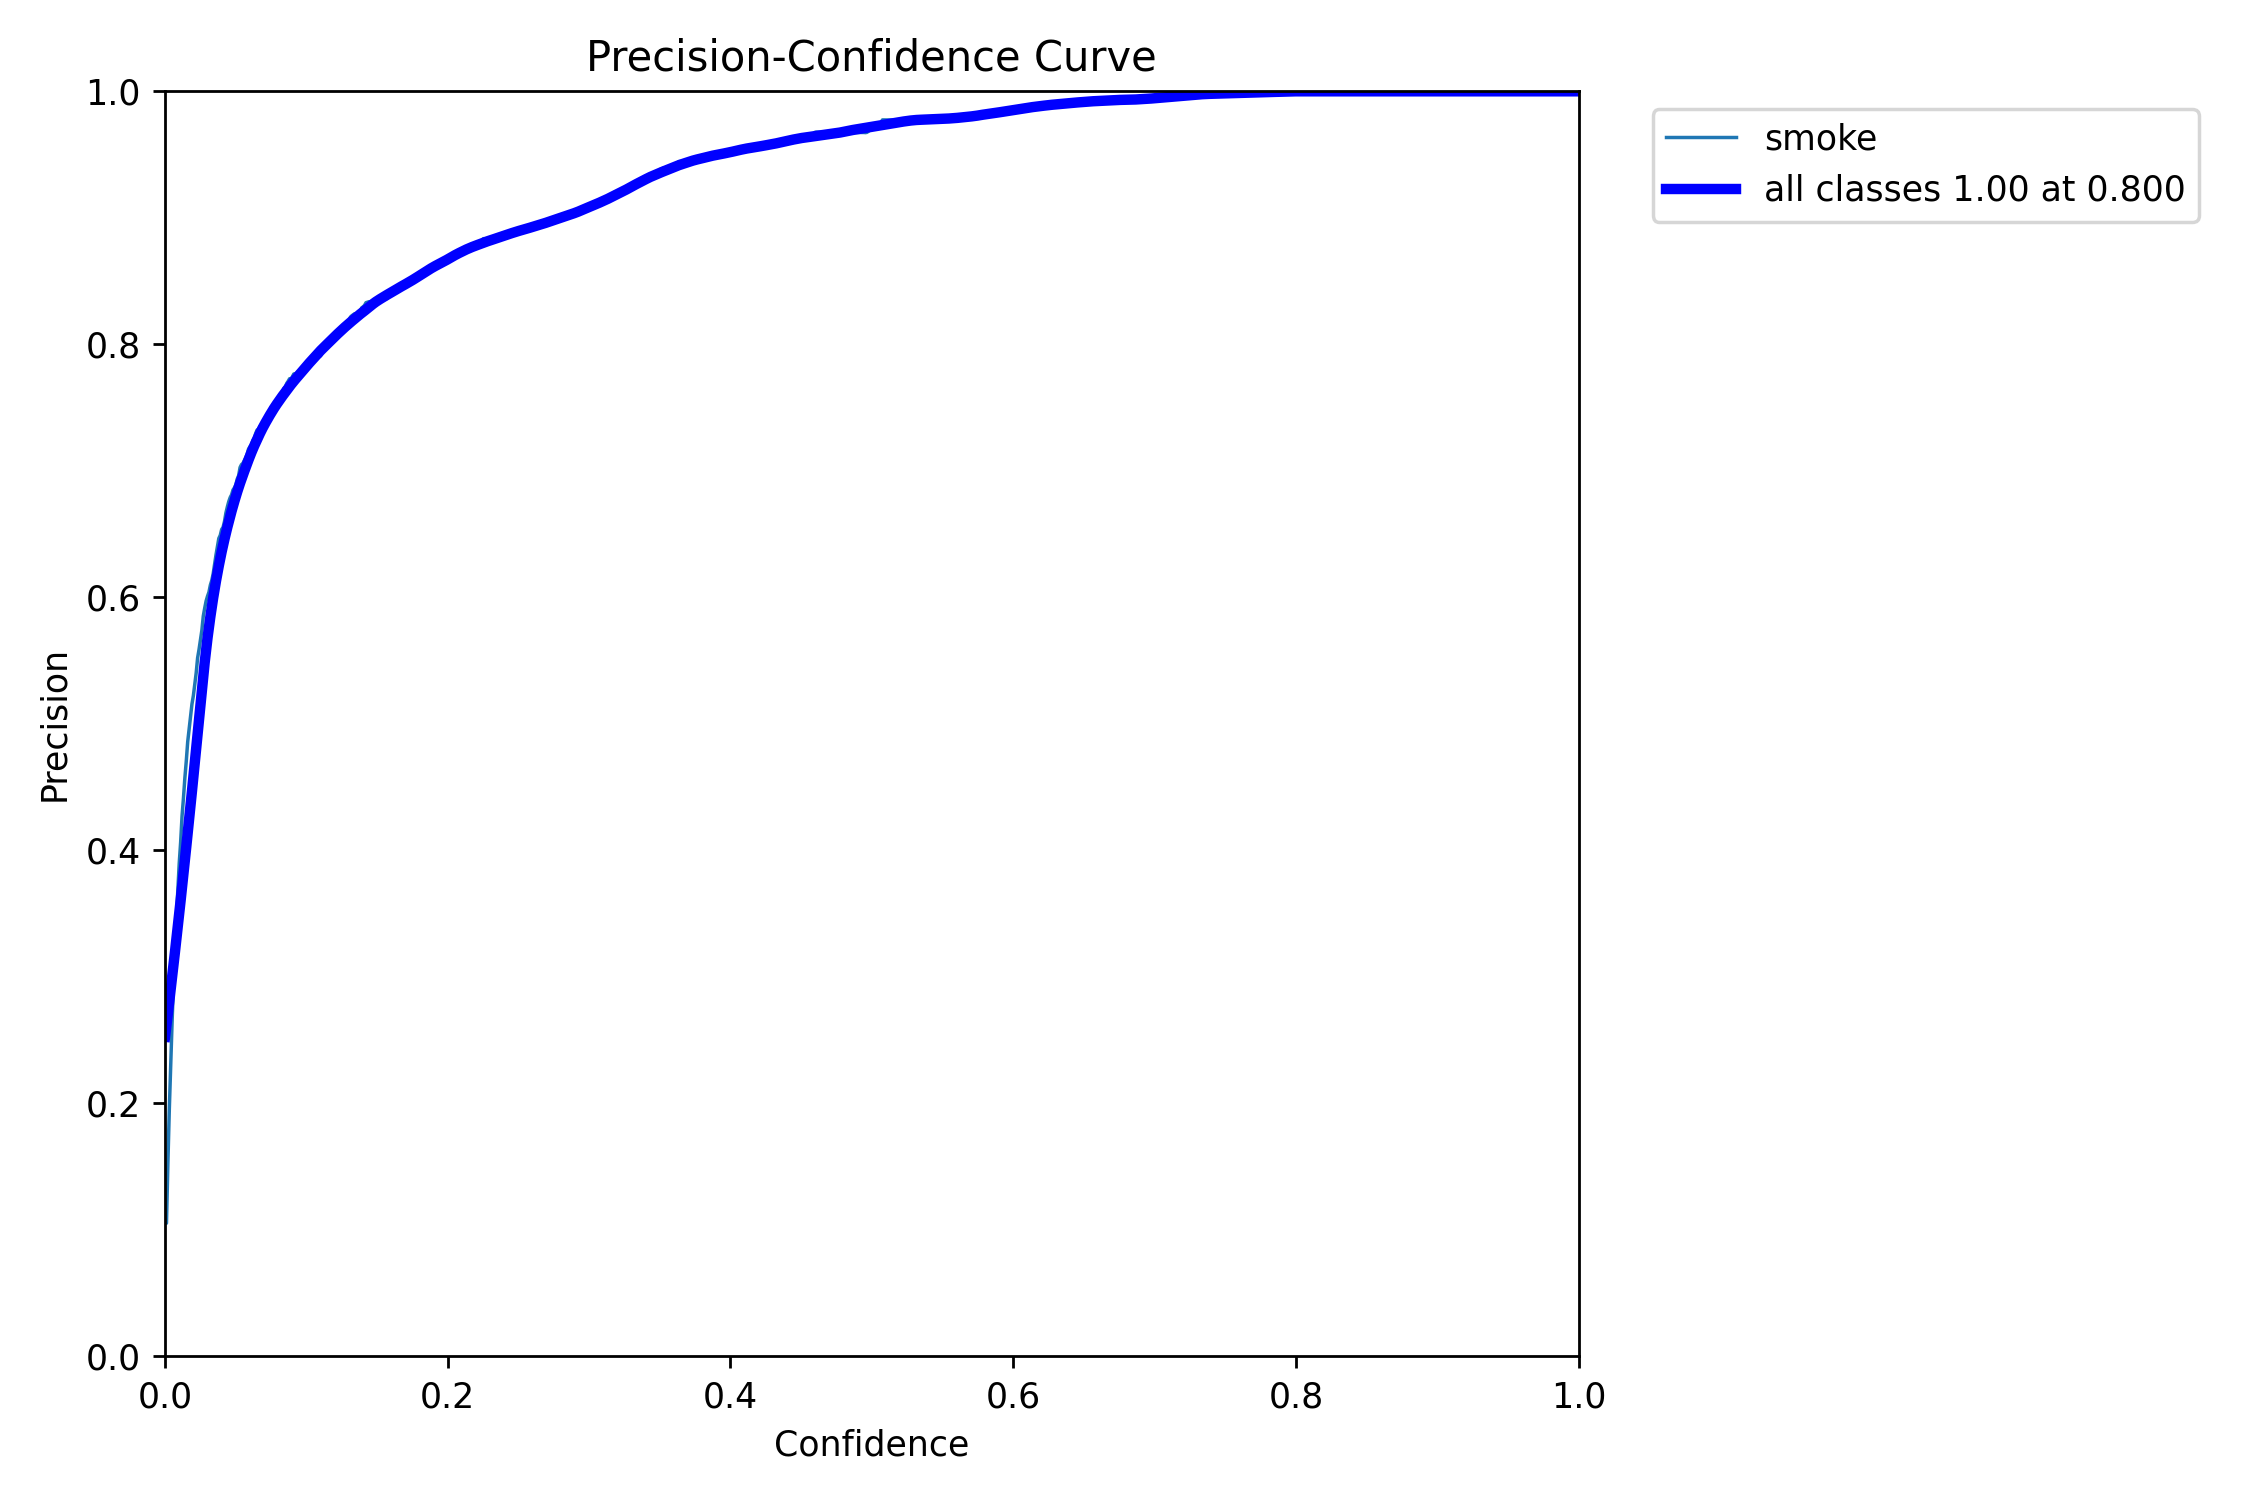 Precision-Confidence Curve
1.0
0.8
0.6
0.4
0.2
0.0
Precision
0.0 0.2 0.4 0.6 0.8 1.0
Confidence
smoke
all classes 1.00 at 0.800